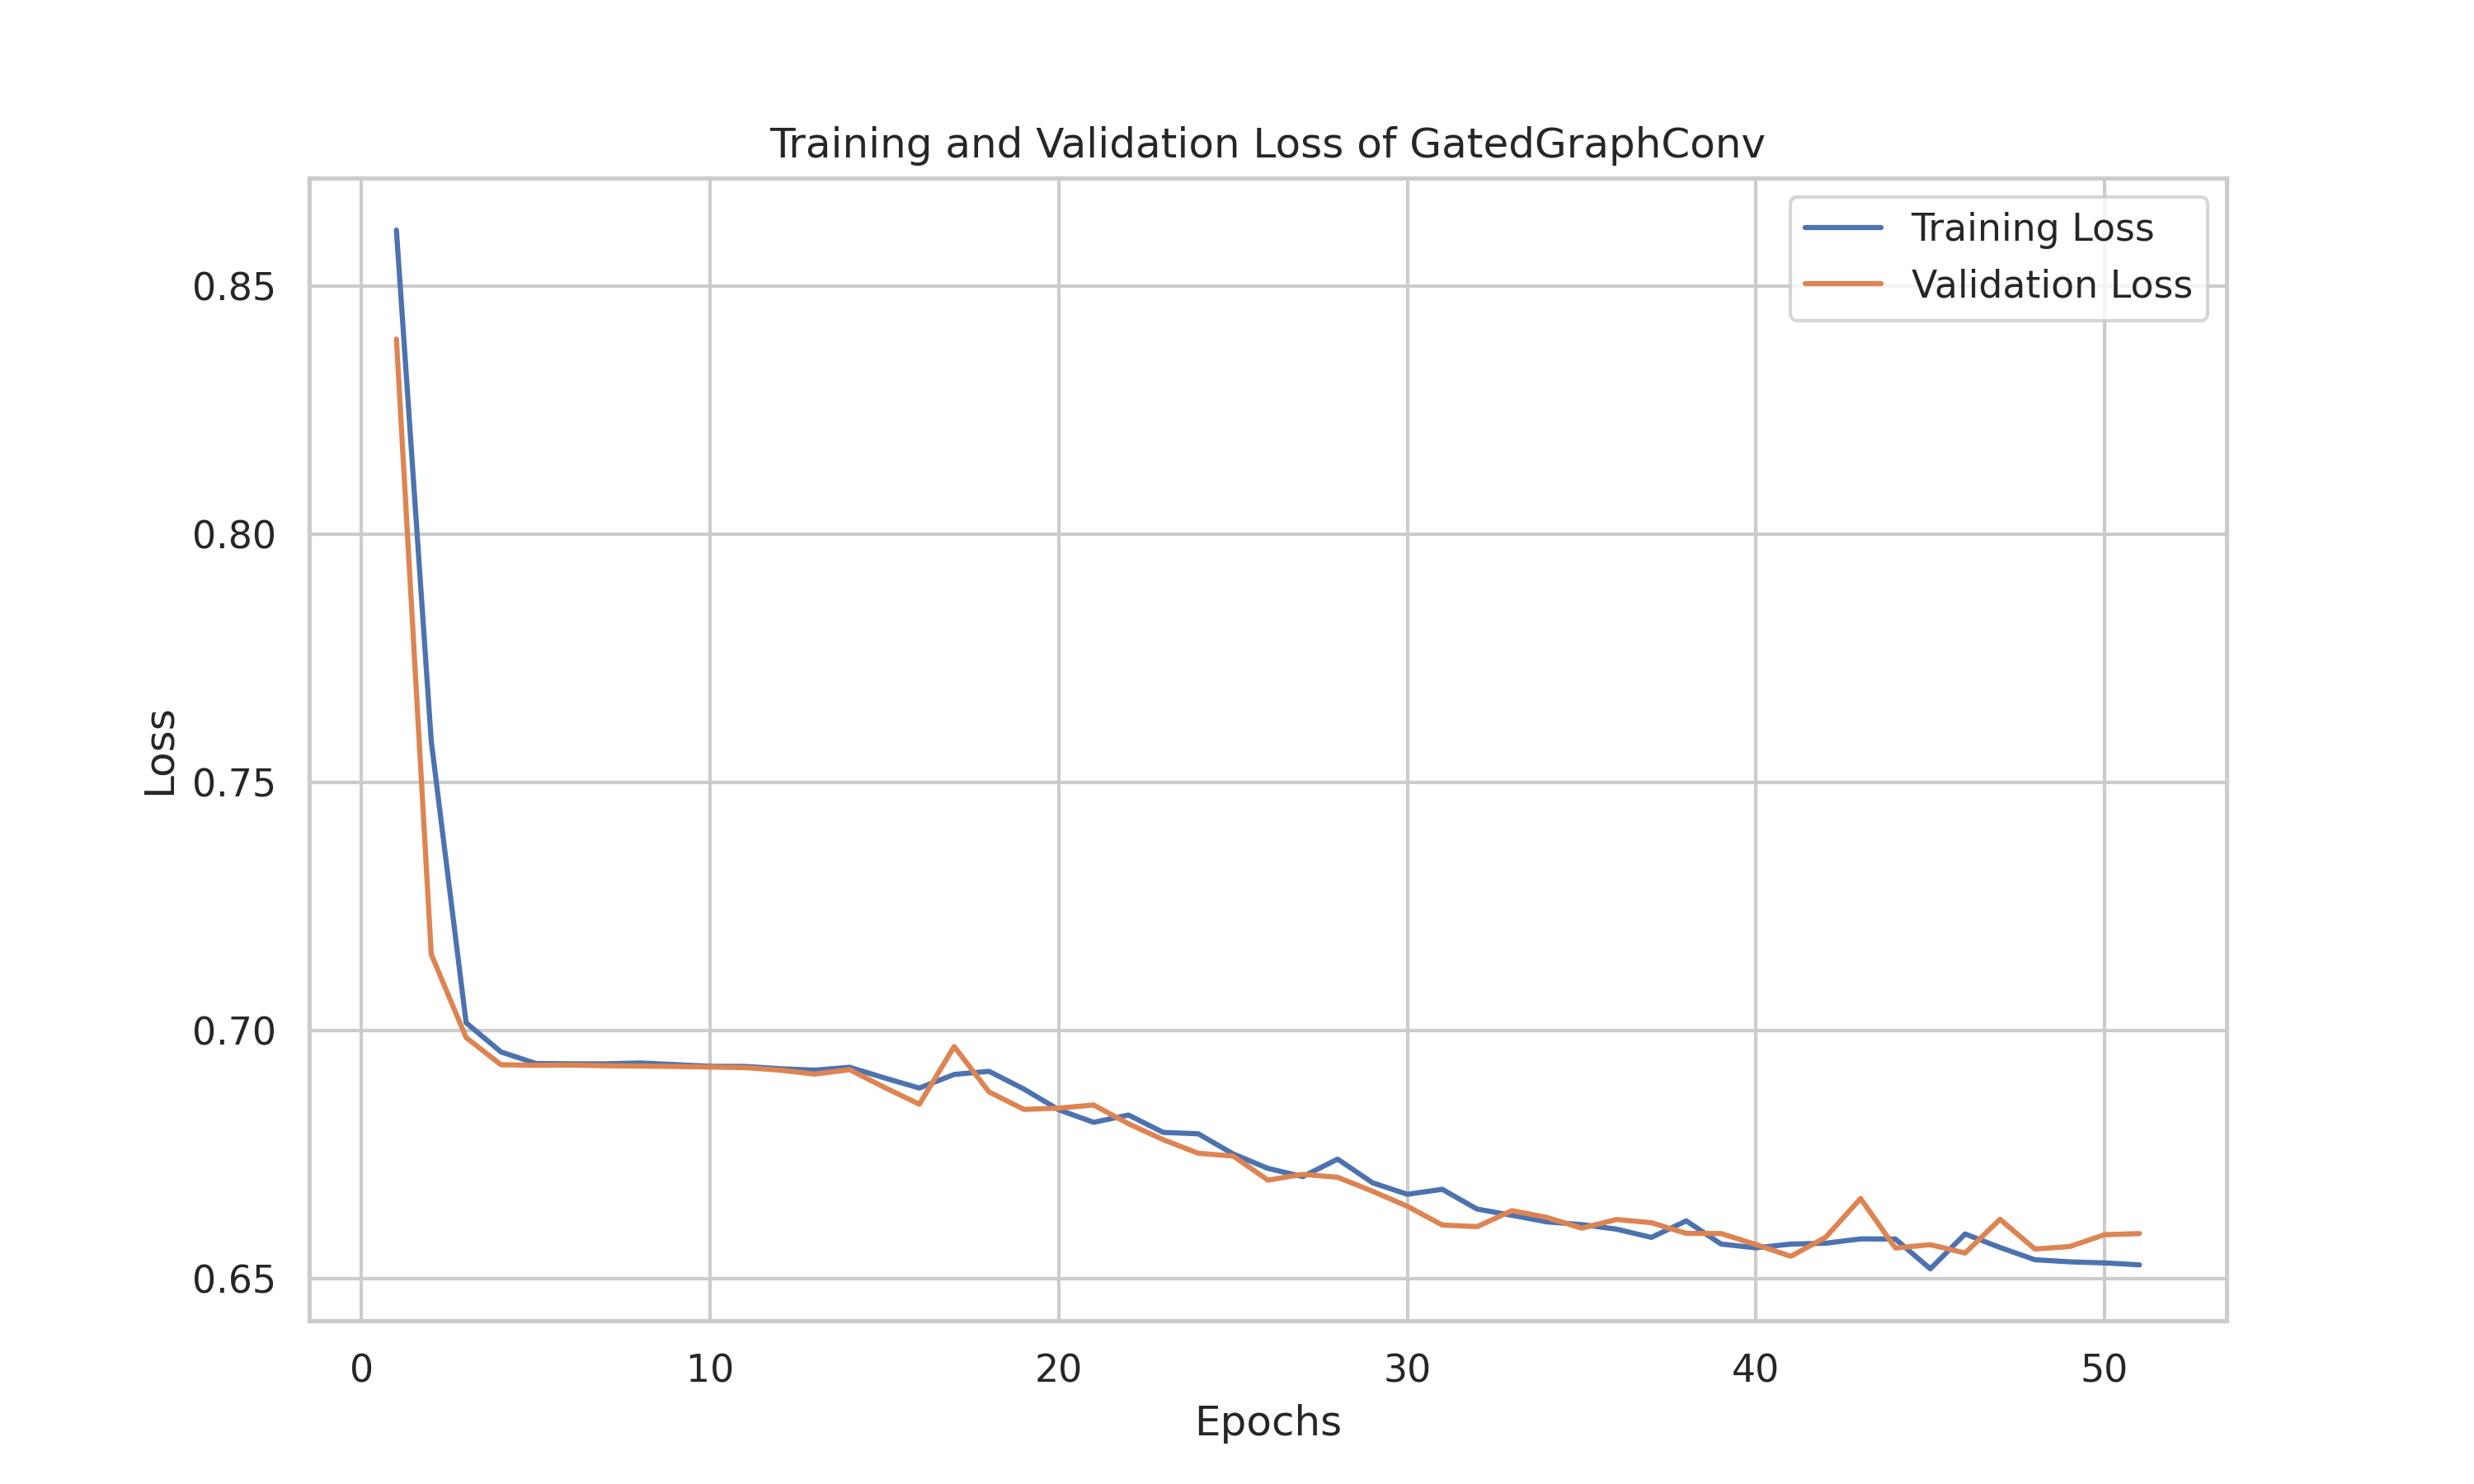 Training and Validation Loss of GatedGraphConv
Training Loss
Validation Loss
0.85
0.80
0.75
0.70
0.65
Loss
0 10 20 30 40 50
Epochs